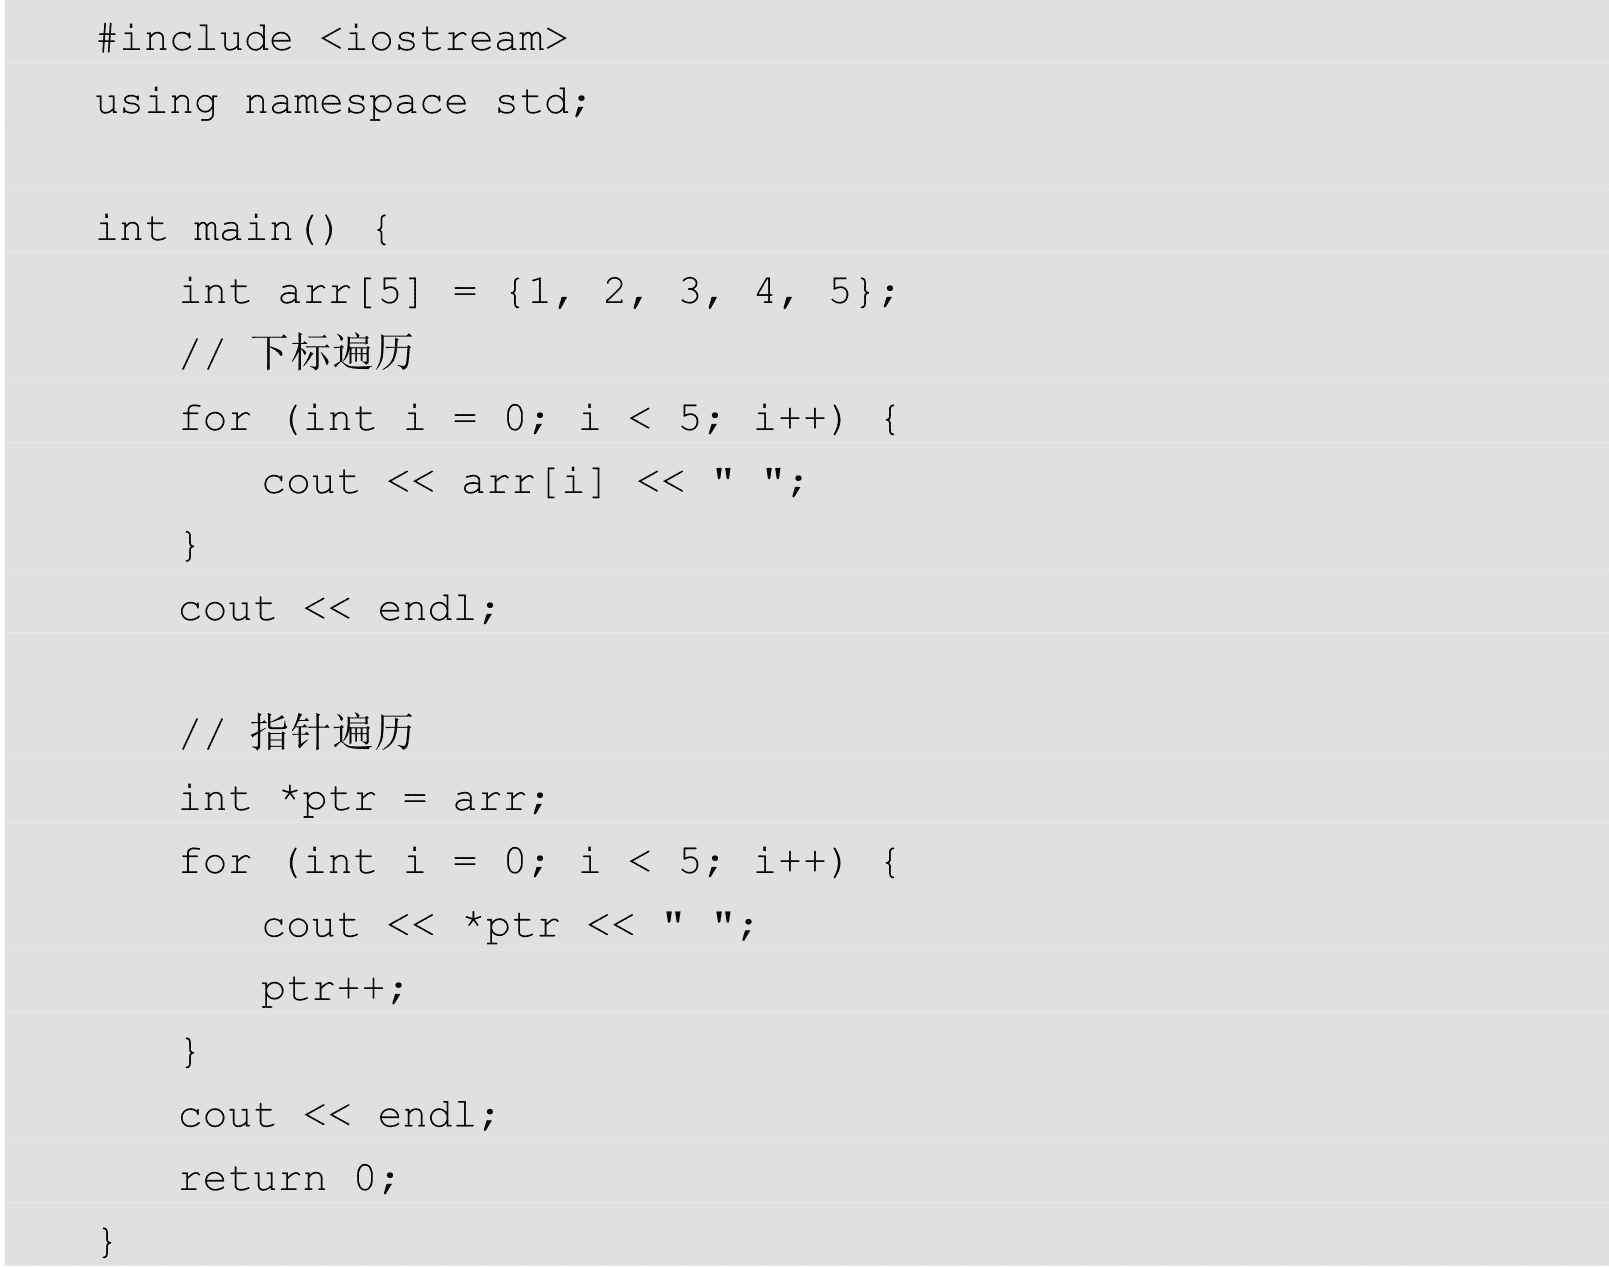 #include <iostream>
using namespace std;

int main() {
    int arr[5] = {1, 2, 3, 4, 5};
    // 下标遍历
    for (int i = 0; i < 5; i++) {
        cout << arr[i] << " ";
    }
    cout << endl;

    // 指针遍历
    int *ptr = arr;
    for (int i = 0; i < 5; i++) {
        cout << *ptr << " ";
        ptr++;
    }
    cout << endl;
    return 0;
}